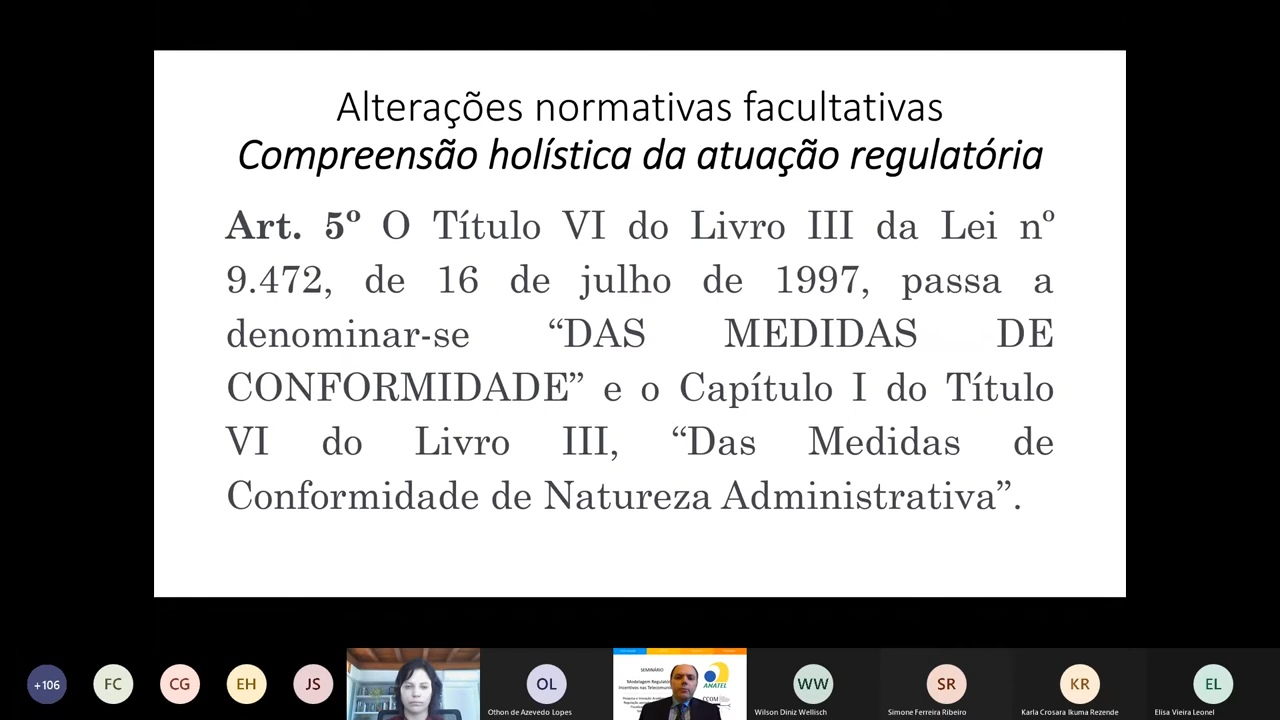 Alterações normativas facultativas
Compreensão holística da atuação regulatória
Art. 5º O Título VI do Livro III da Lei nº
9.472, de 16 de julho de 1997, passa a
denominar-se “DAS MEDIDAS DE
CONFORMIDADE” e o Capítulo I do Título
VI do Livro III, “Das Medidas de
Conformidade de Natureza Administrativa”.
+106
FC
CG
EH
JS
OL
Othon de Azevedo Lopes
SEMINÁRIO
ANATEL
WW
Wilson Diniz Wellisch
SR
Simone Ferreira Ribeiro
KR
Karla Crosara Ikuma Rezende
EL
Elisa Vieira Leonel